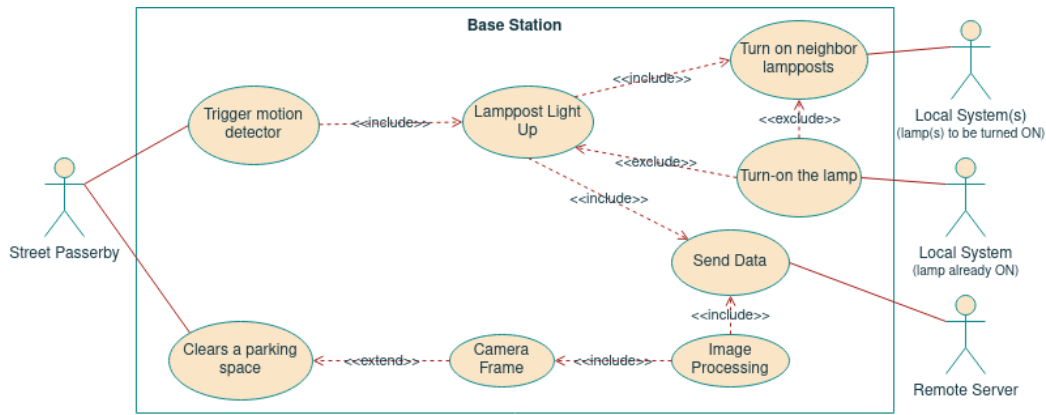 Base Station
Turn on neighbor
lampposts
<<include>>
Trigger motion
detector
<<include>>
Lamppost Light
Up
Local System(s)
(lamp(s) to be turned ON)
<<exclude>>
<<exclude>>
Turn-on the lamp
<<include>>
Street Passerby
Local System
(lamp already ON)
Send Data
<<include>>
Clears a parking
space
<<extend>>
Camera
Frame
<<include>>
Image
Processing
Remote Server